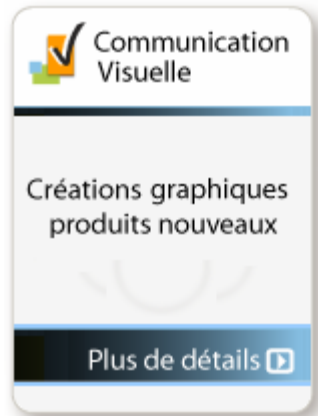 Communication
Visuelle
Créations graphiques
produits nouveaux
Plus de détails